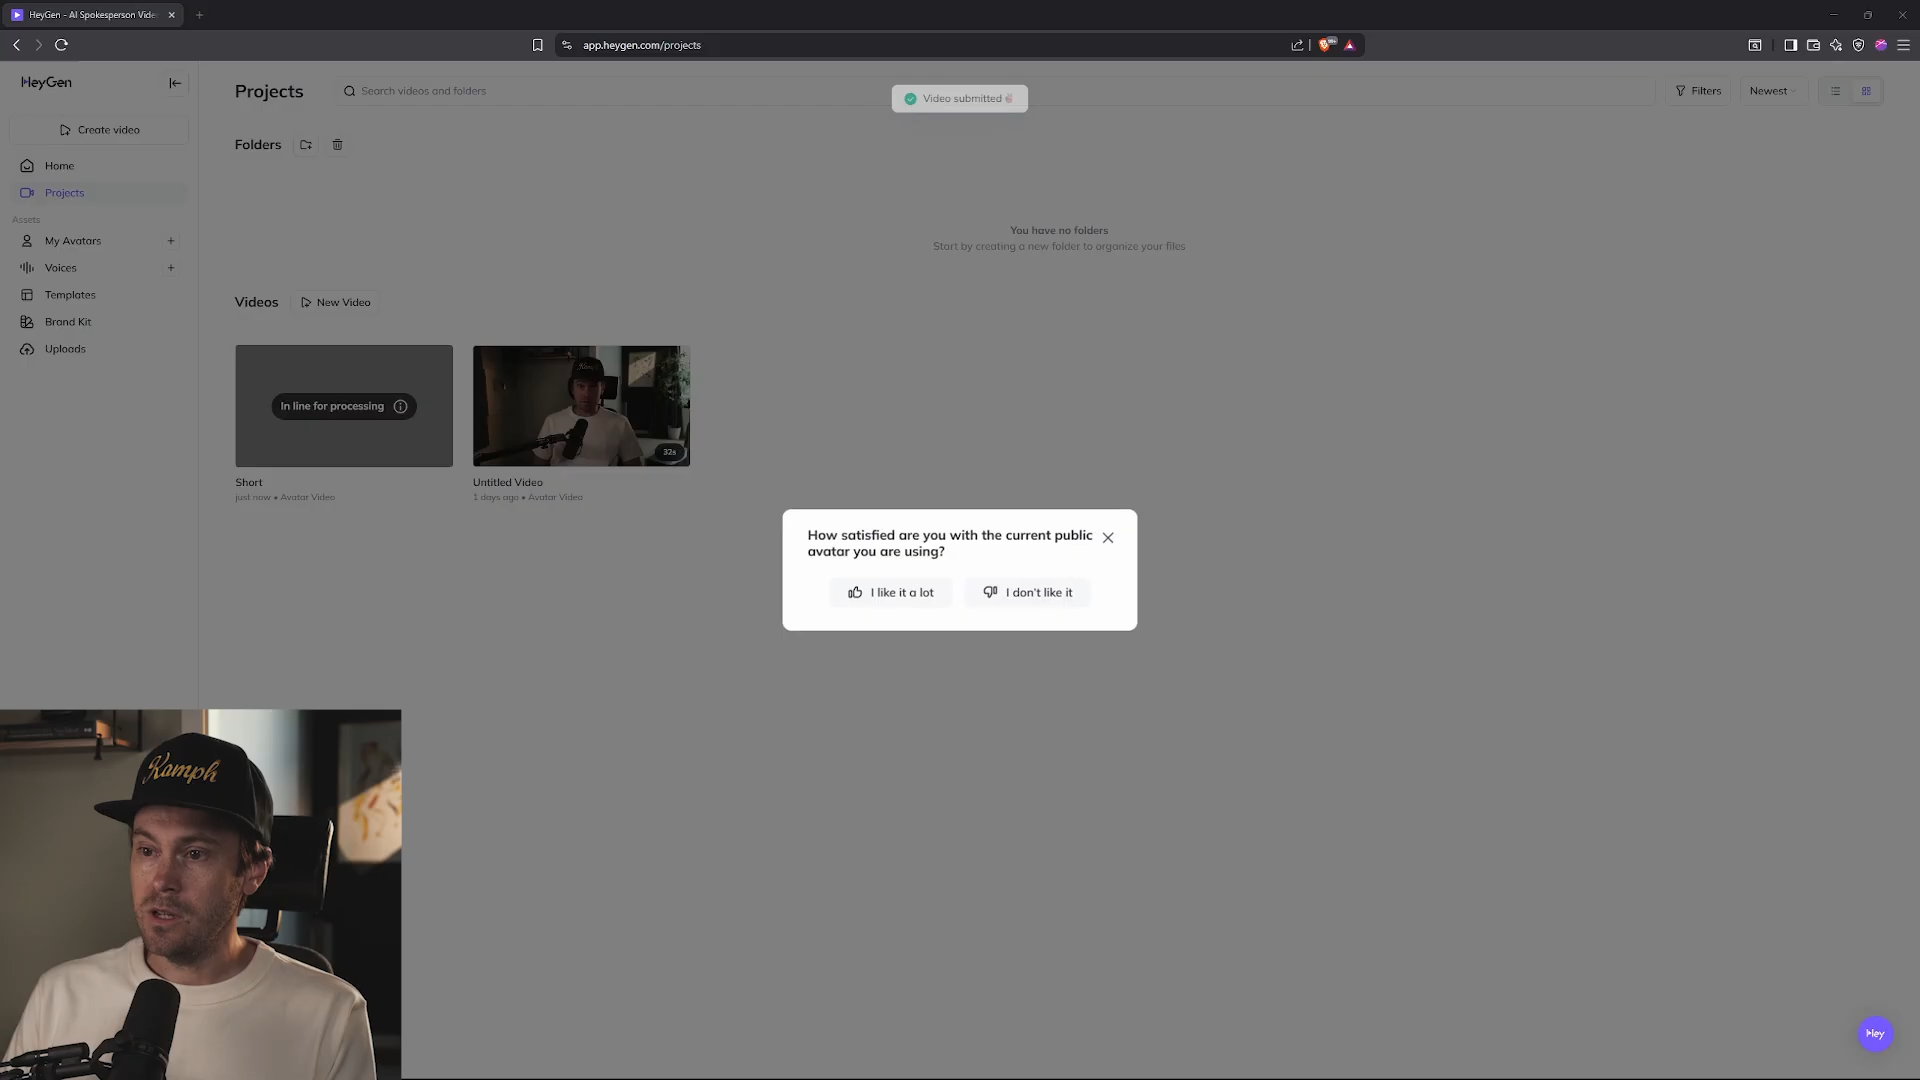 HeyGen - AI Spokesperson Vide
app.heygen.com/projects
HeyGen
Create video
Home
Projects
Assets
My Avatars
Voices
Templates
Brand Kit
Uploads
Projects
Search videos and folders
Video submitted
Filters
Newest
Folders
You have no folders
Start by creating a new folder to organize your files
Videos
New Video
In line for processing
Short
just now • Avatar Video
Kamph
32s
Untitled Video
1 days ago • Avatar Video
How satisfied are you with the current public
avatar you are using?
I like it a lot
I don't like it
Kamph
Hey